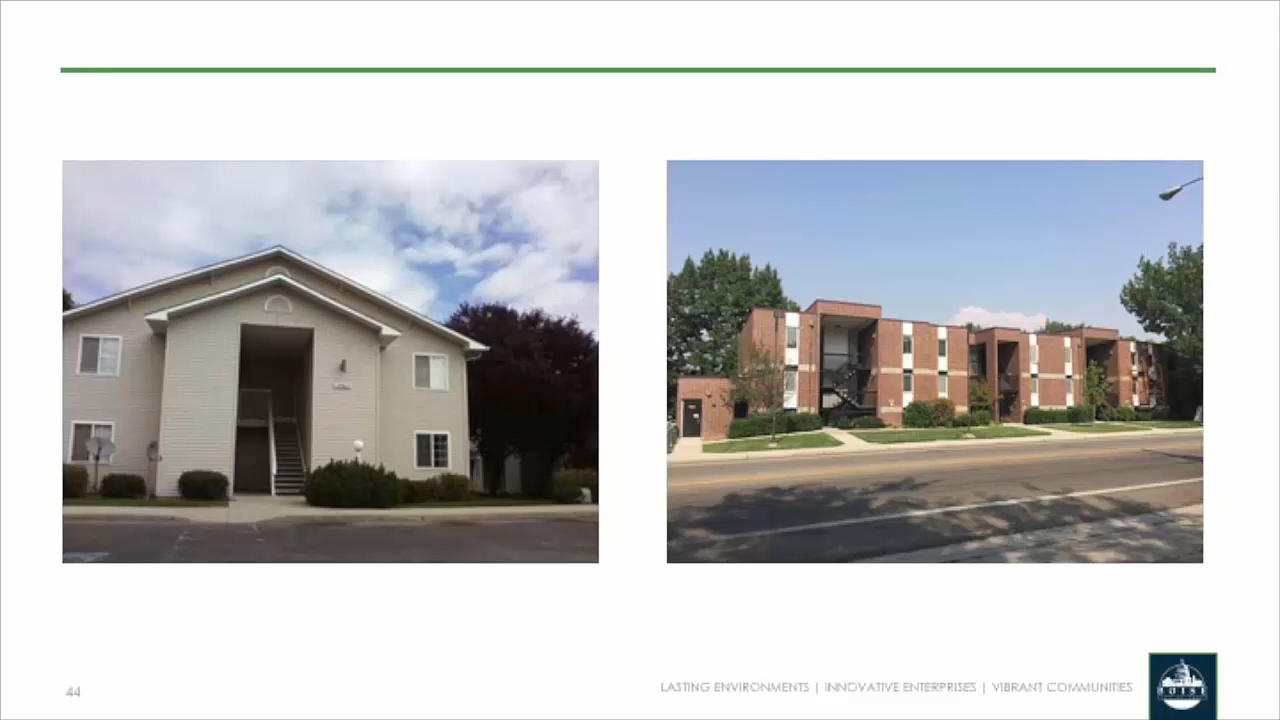 44
LASTING ENVIRONMENTS | INNOVATIVE ENTERPRISES | VIBRANT COMMUNITIES
BOISE